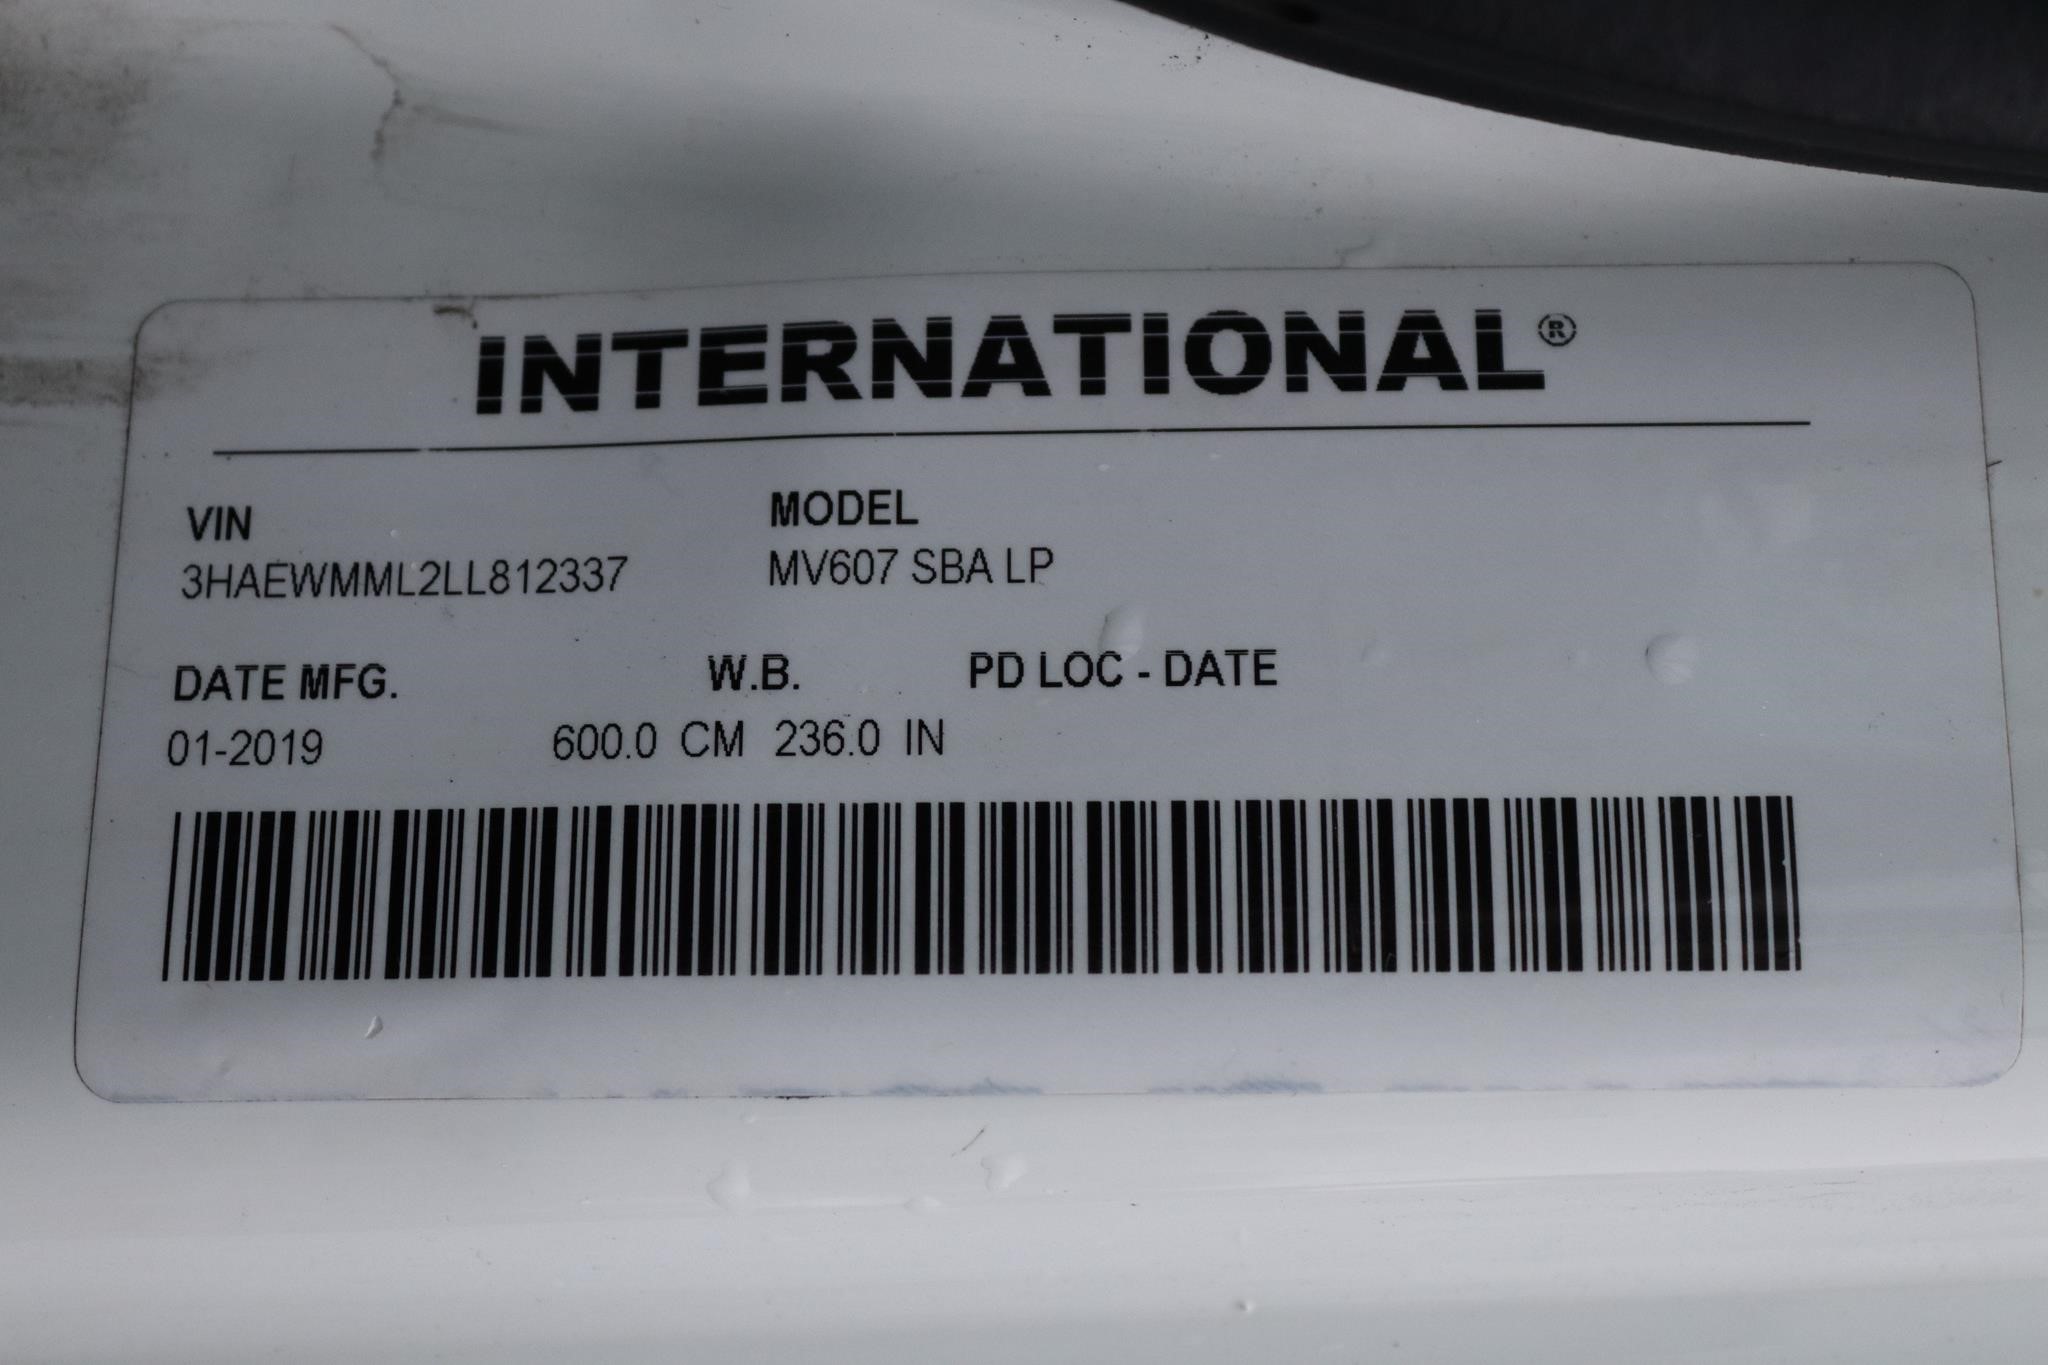 INTERNATIONAL®
VIN MODEL
3HAEWMML2LL812337 MV607 SBA LP
DATE MFG. W.B. PD LOC - DATE
01-2019 600.0 CM 236.0 IN